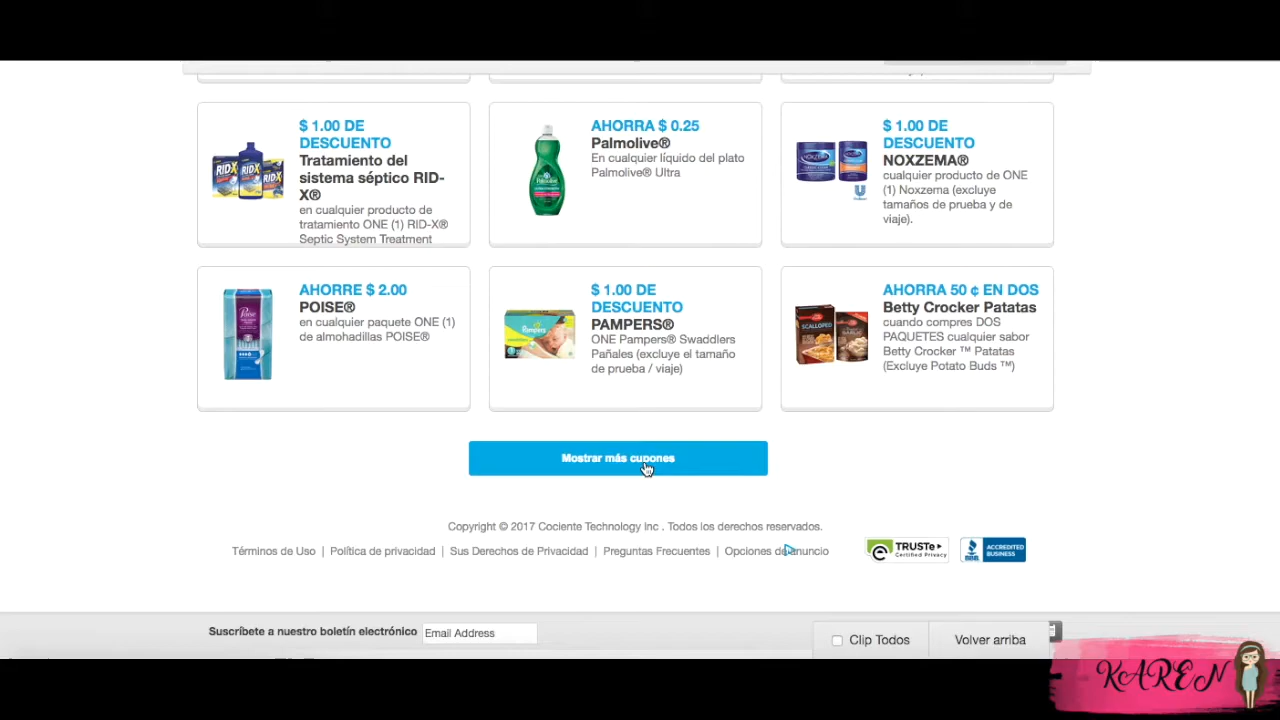 $ 1.00 DE
DESCUENTO
Tratamiento del
sistema séptico RID-
X®
en cualquier producto de
tratamiento ONE (1) RID-X®
Septic System Treatment
RID-X
AHORRA $ 0.25
Palmolive®
En cualquier líquido del plato
Palmolive® Ultra
$ 1.00 DE
DESCUENTO
NOXZEMA®
cualquier producto de ONE
(1) Noxzema (excluye
tamaños de prueba y de
viaje).
NOXZEMA
AHORRE $ 2.00
POISE®
en cualquier paquete ONE (1)
de almohadillas POISE®
Poise
$ 1.00 DE
DESCUENTO
PAMPERS®
ONE Pampers® Swaddlers
Pañales (excluye el tamaño
de prueba / viaje)
Pampers
AHORRA 50 ¢ EN DOS
Betty Crocker Patatas
cuando compres DOS
PAQUETES cualquier sabor
Betty Crocker ™ Patatas
(Excluye Potato Buds ™)
SCALLOPED
Mostrar más cupones
Copyright © 2017 Cociente Technology Inc . Todos los derechos reservados.
Términos de Uso | Política de privacidad | Sus Derechos de Privacidad | Preguntas Frecuentes | Opciones de anuncio
TRUSTe
Certified Privacy
BBB
ACCREDITED
BUSINESS
Suscríbete a nuestro boletín electrónico
Email Address
Clip Todos
Volver arriba
KAREN